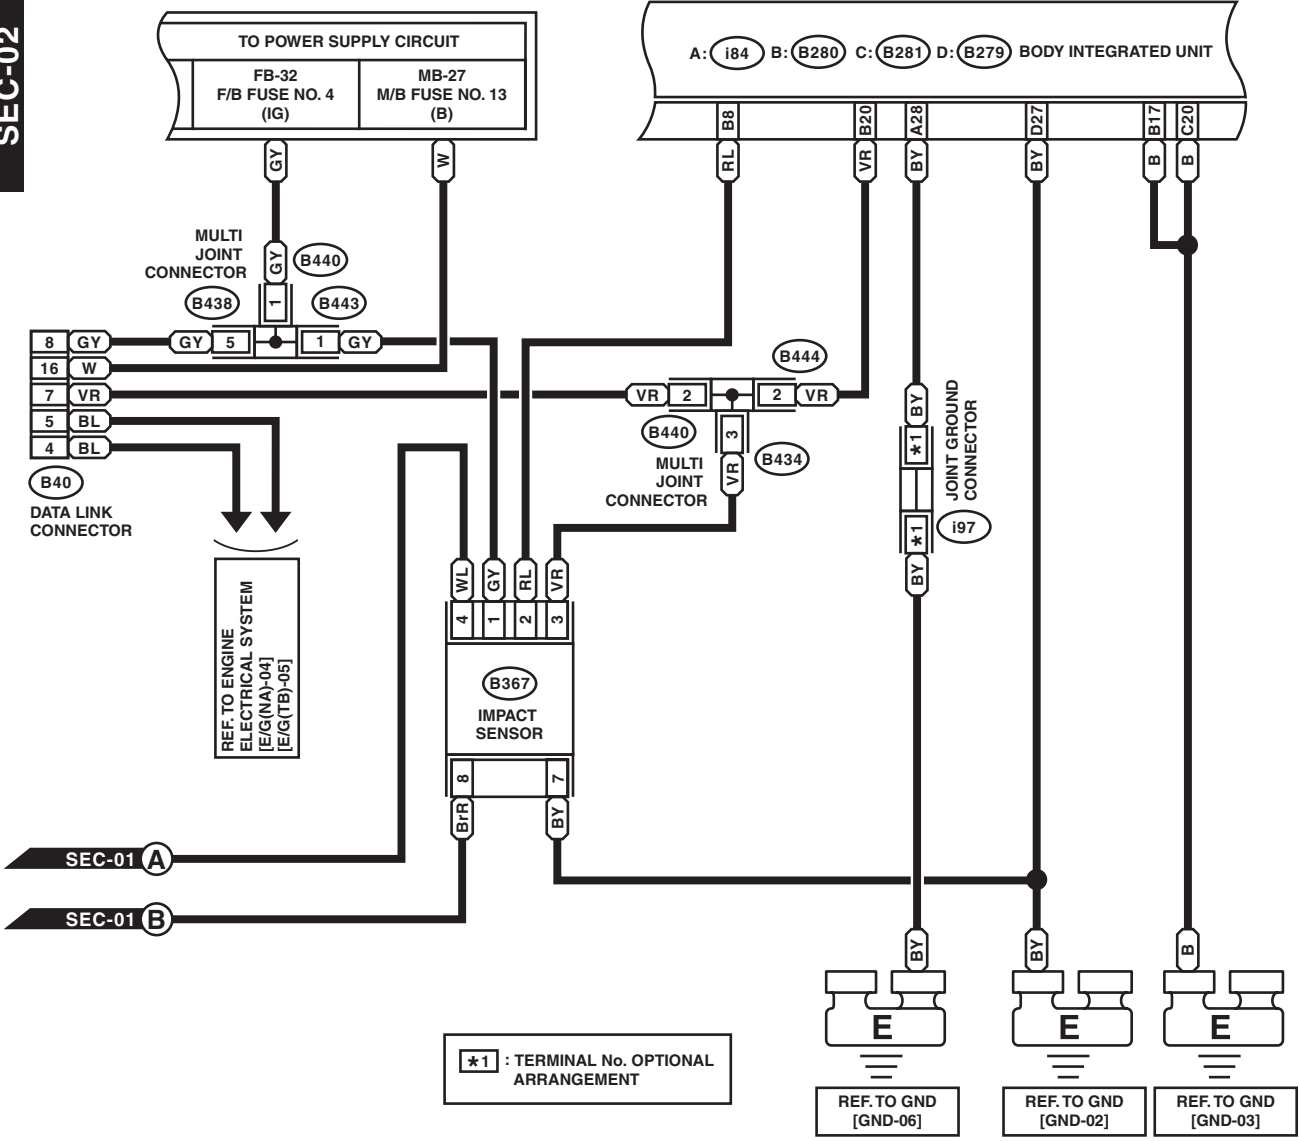 SEC-02
TO POWER SUPPLY CIRCUIT
FB-32
F/B FUSE NO. 4
(IG)
MB-27
M/B FUSE NO. 13
(B)
A: i84 B: B280 C: B281 D: B279 BODY INTEGRATED UNIT
B8
B20
A28
D27
B17
C20
GY
W
RL
VR
BY
BY
B
B
MULTI
JOINT
CONNECTOR
GY
B440
1
B438
B443
8 GY
GY 5
1 GY
16 W
7 VR
5 BL
4 BL
B40
DATA LINK
CONNECTOR
B444
VR 2
2 VR
B440
3
B434
VR
MULTI
JOINT
CONNECTOR
BY
*1
JOINT GROUND
CONNECTOR
*1
i97
BY
REF. TO ENGINE
ELECTRICAL SYSTEM
[E/G(NA)-04]
[E/G(TB)-05]
WL
GY
RL
VR
4
1
2
3
B367
IMPACT
SENSOR
8
7
BrR
BY
SEC-01 A
SEC-01 B
BY
BY
B
E
E
E
*1 : TERMINAL No. OPTIONAL
ARRANGEMENT
REF. TO GND
[GND-06]
REF. TO GND
[GND-02]
REF. TO GND
[GND-03]